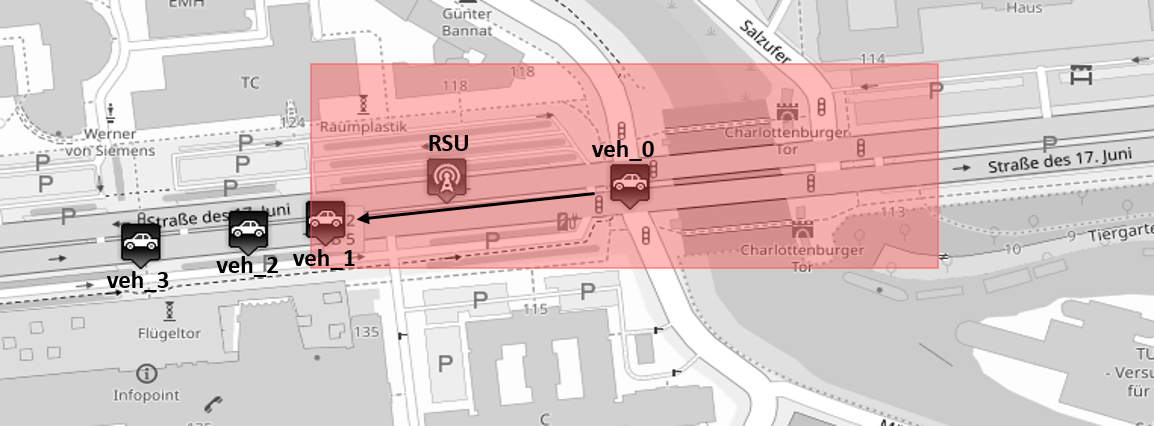 EMH
Günter
Bannat
Salzufer
Haus
TC
118
118
114
P
124
Raumplastik
RSU
veh_0
Charlottenburger
Tor
Werner
von Siemens
P
P
P
P
P
P
P
Straße des 17. Juni
Straße des 17. Juni
P
113
veh_1
veh_2
veh_3
P
Charlottenburger
Tor
10
9
Tiergarte
Flügeltor
135
P
P
115
P
Infopoint
C
TU
- Versu
für